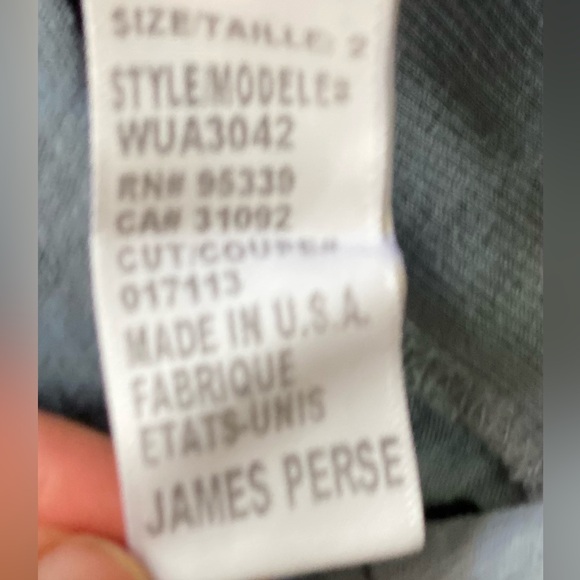 SIZE/TAILLE: 2
STYLE/MODELE#
WUA3042
RN# 95339
CA# 31092
CUT/COUPE#
017113
MADE IN U.S.A.
FABRIQUE
ETATS-UNIS
JAMES PERSE